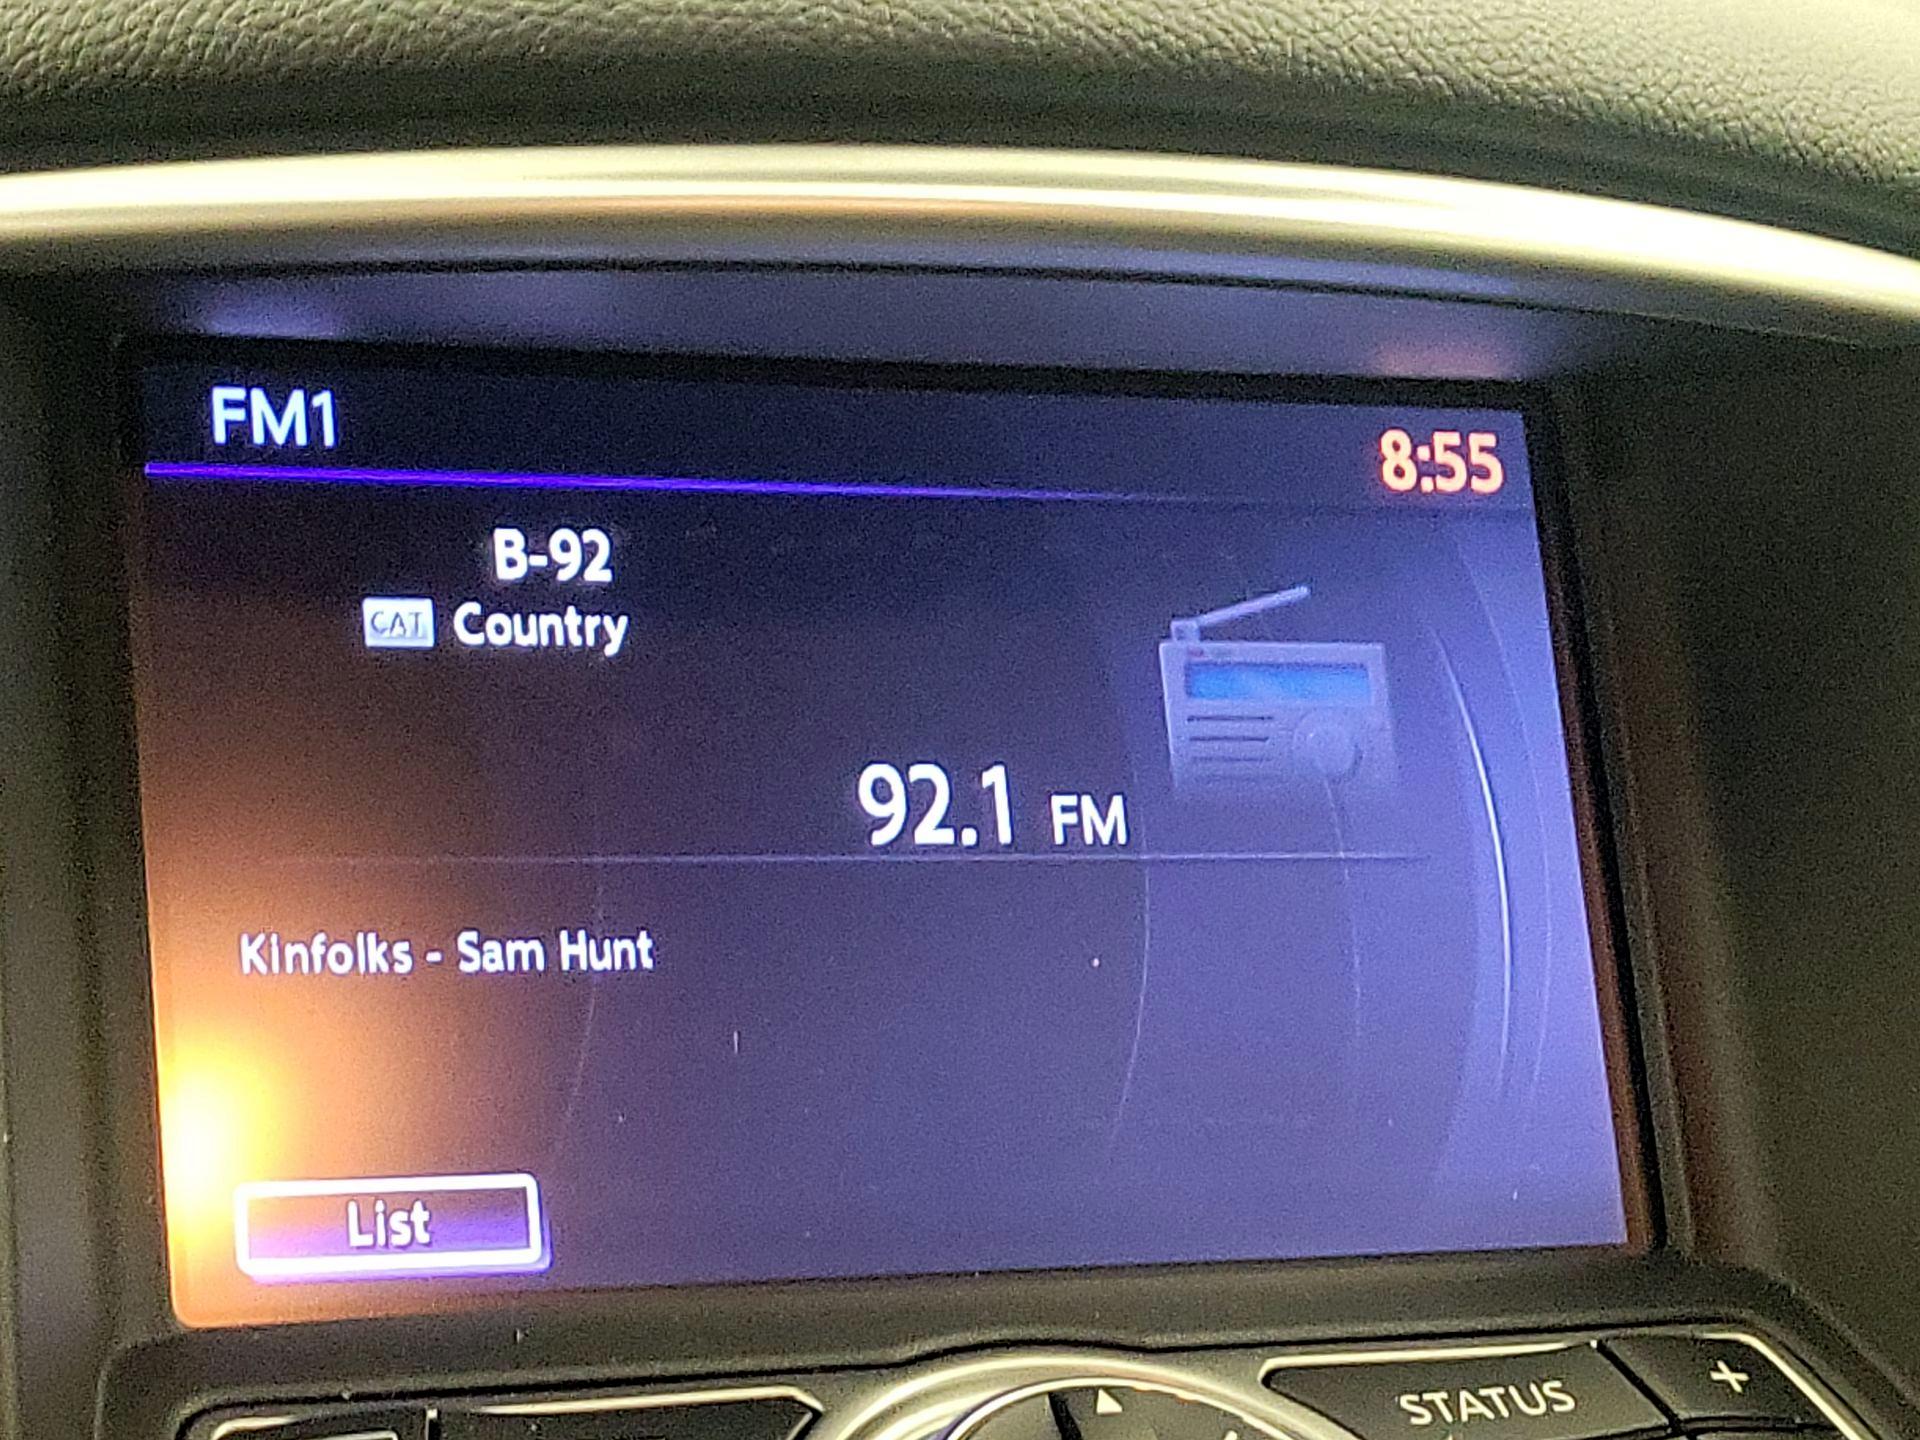 FM1
8:55
B-92
CAT Country
92.1 FM
Kinfolks - Sam Hunt
List
STATUS
+